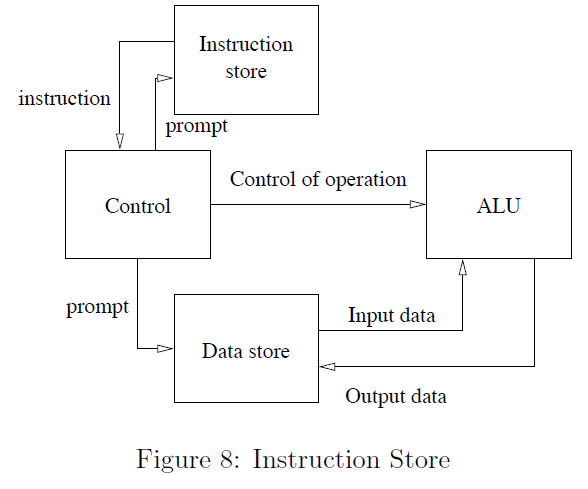 Instruction
store
instruction
prompt
Control of operation
Control
ALU
prompt
Input data
Data store
Output data
Figure 8: Instruction Store